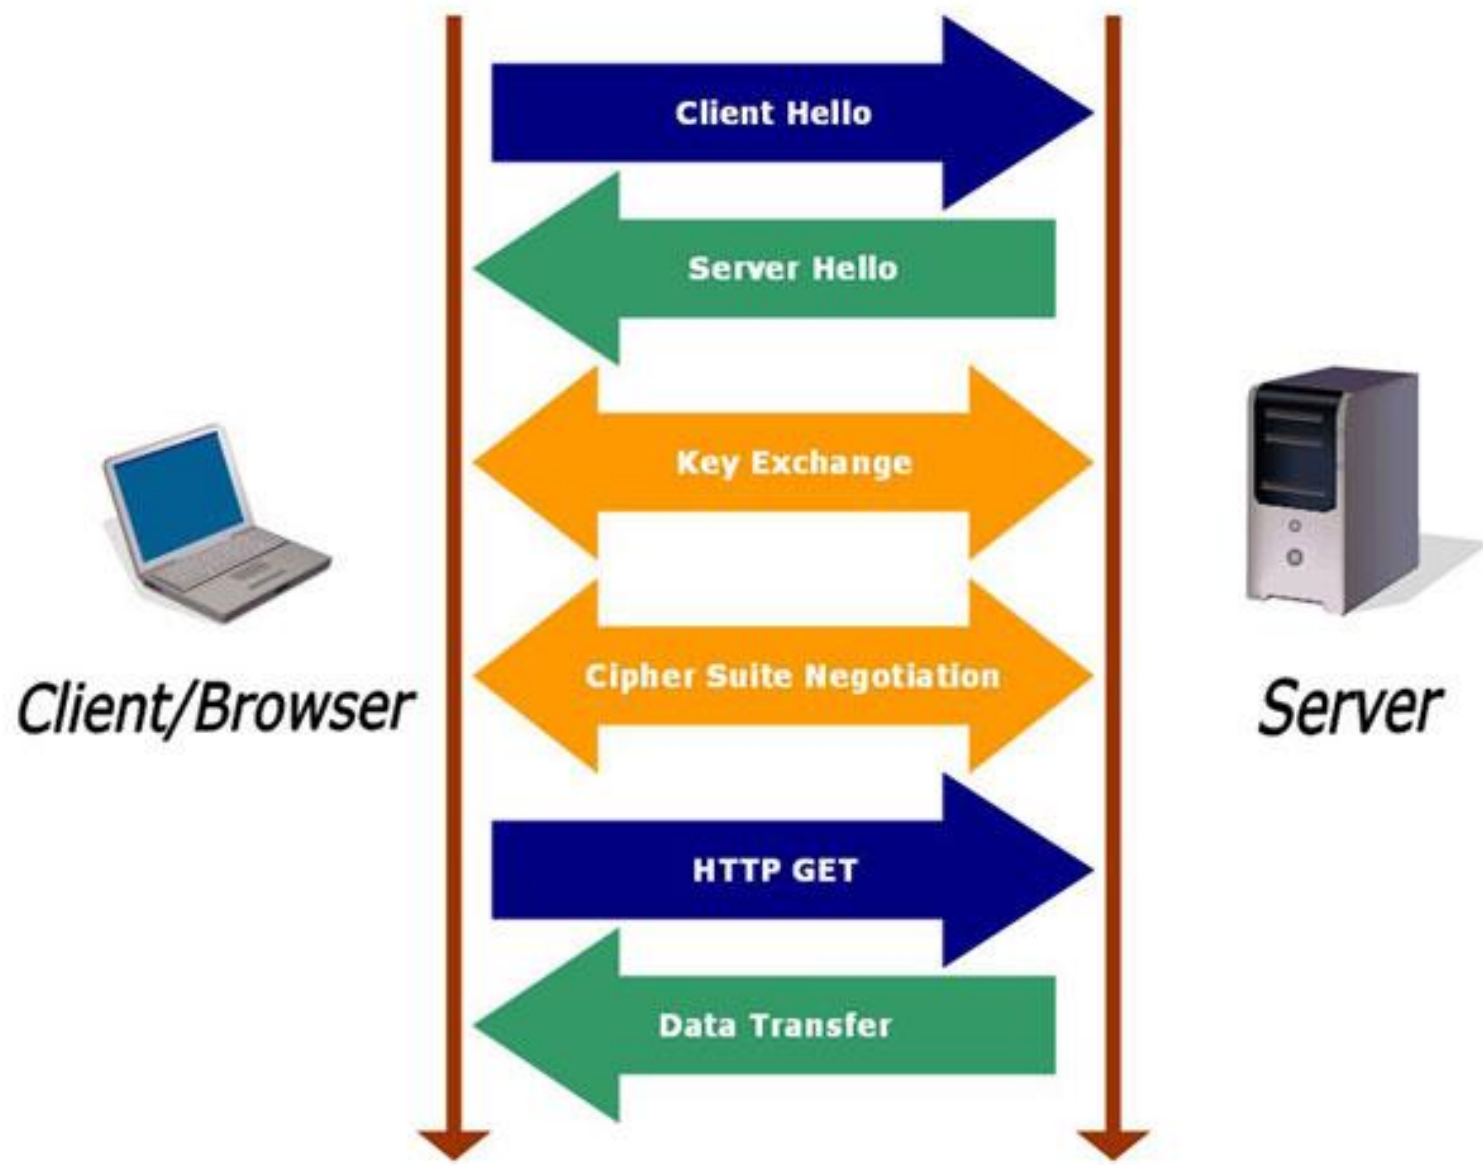 Client Hello
Server Hello
Key Exchange
Cipher Suite Negotiation
Client/Browser
Server
HTTP GET
Data Transfer